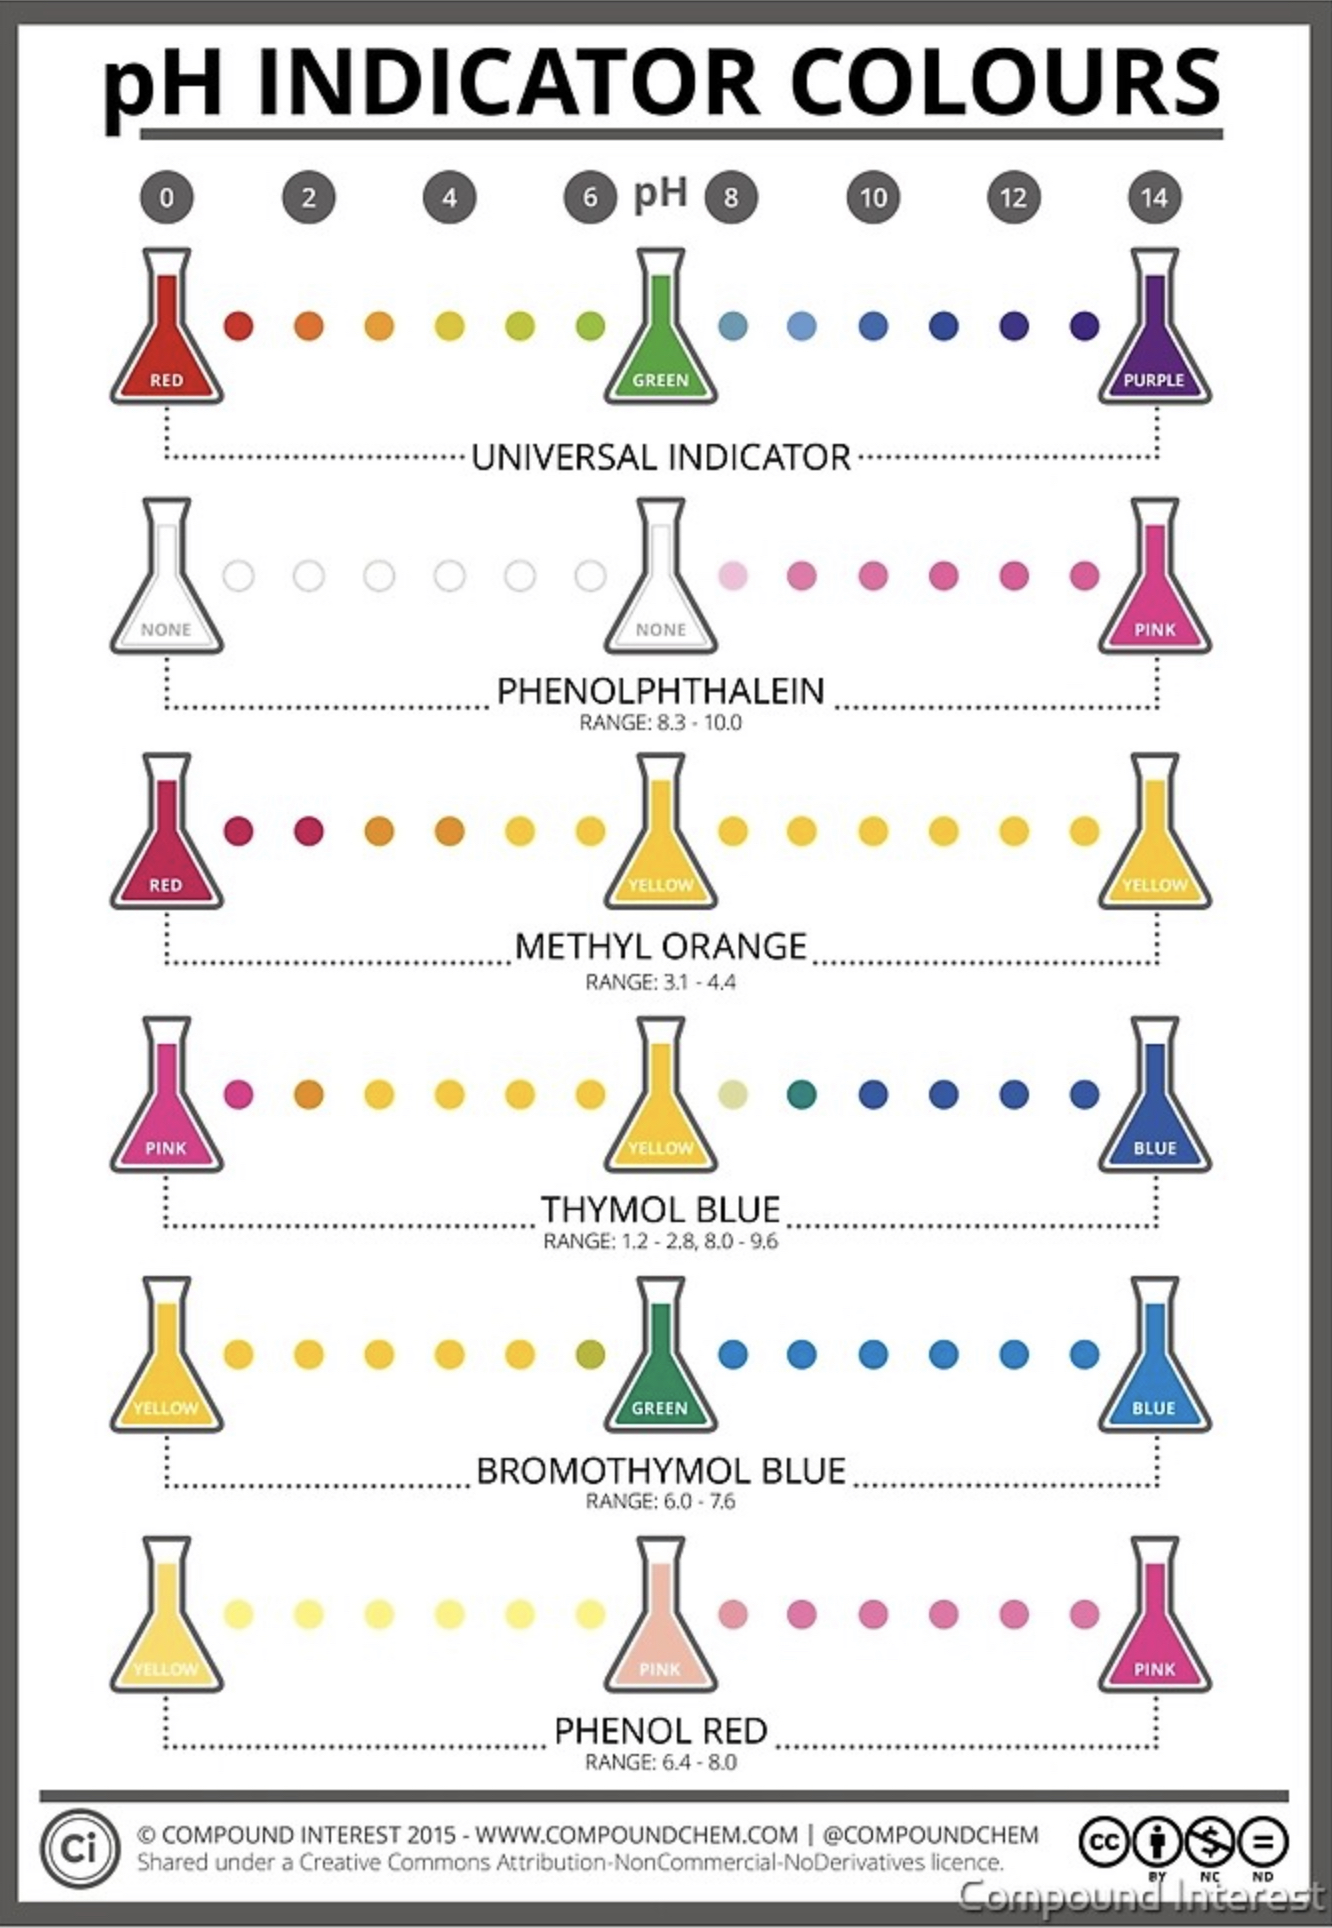 pH INDICATOR COLOURS
0 2 4 6 pH 8 10 12 14
RED GREEN PURPLE
UNIVERSAL INDICATOR
NONE NONE PINK
PHENOLPHTHALEIN
RANGE: 8.3 - 10.0
RED YELLOW YELLOW
METHYL ORANGE
RANGE: 3.1 - 4.4
PINK YELLOW BLUE
THYMOL BLUE
RANGE: 1.2 - 2.8, 8.0 - 9.6
YELLOW GREEN BLUE
BROMOTHYMOL BLUE
RANGE: 6.0 - 7.6
YELLOW PINK PINK
PHENOL RED
RANGE: 6.4 - 8.0
Ci © COMPOUND INTEREST 2015 - WWW.COMPOUNDCHEM.COM | @COMPOUNDCHEM
Shared under a Creative Commons Attribution-NonCommercial-NoDerivatives licence.
cc BY NC ND
Compound Interest